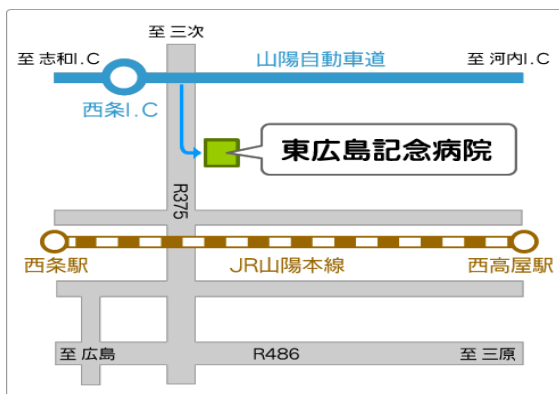 至 三次
至 志和I.C
山陽自動車道
至 河内I.C
西条I.C
東広島記念病院
R375
西条駅
JR山陽本線
西高屋駅
至 広島
R486
至 三原